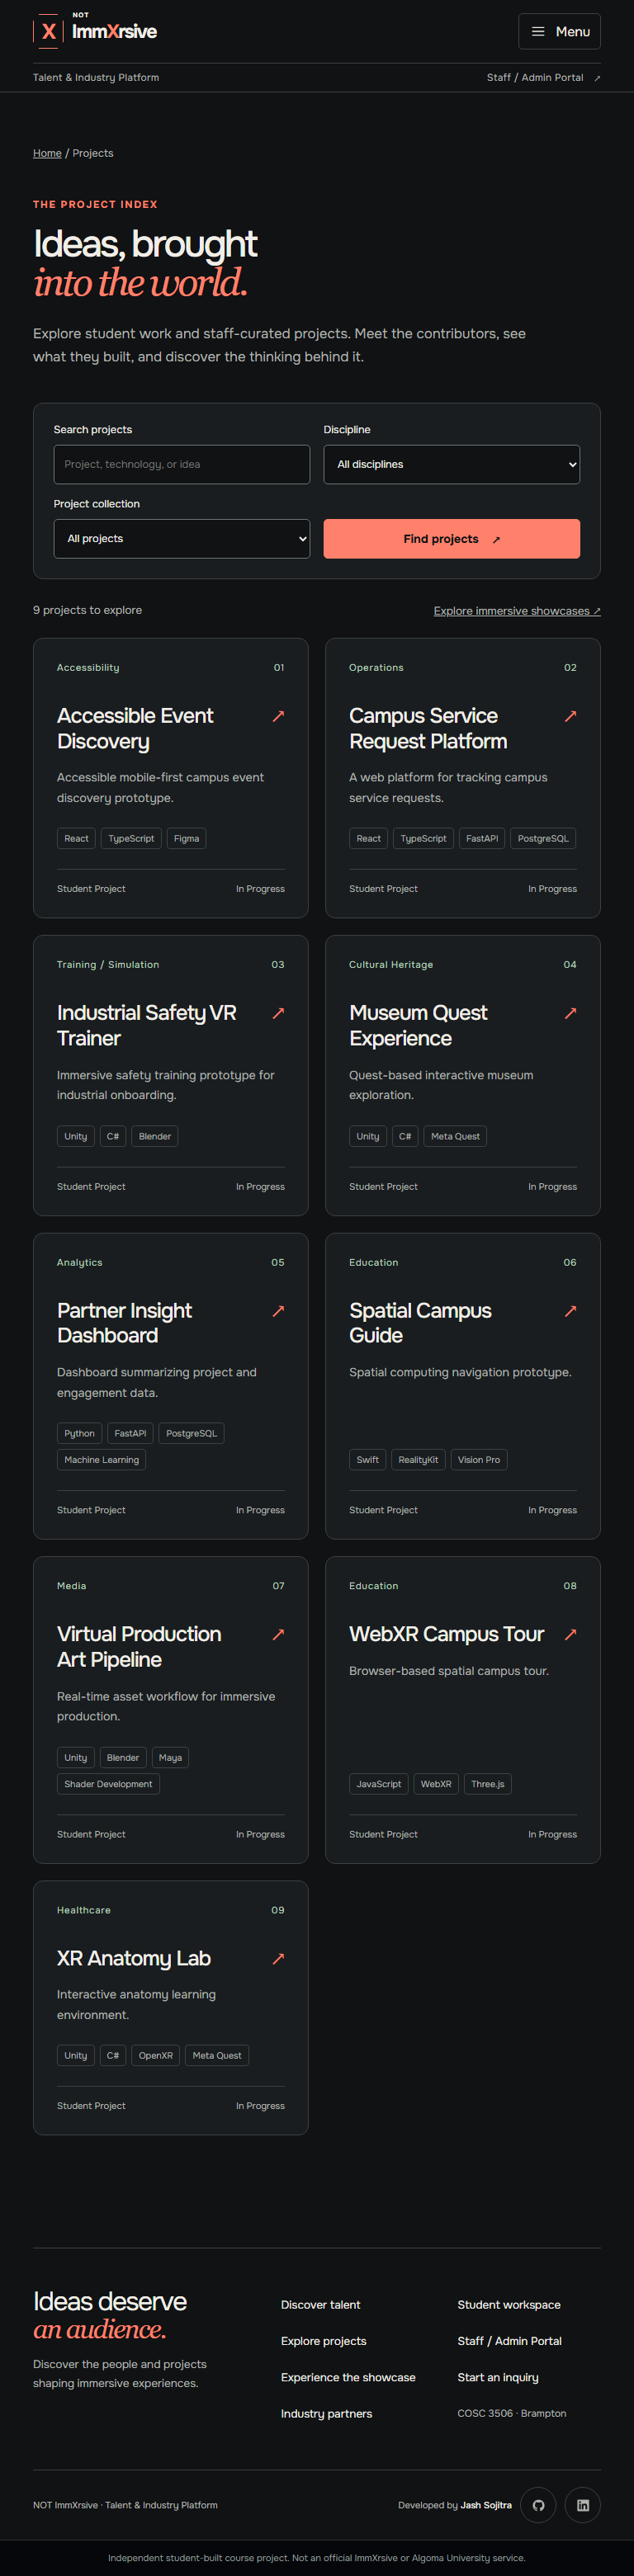 X
NOT
ImmXrsive
Menu
Talent & Industry Platform
Staff / Admin Portal ↗
Home / Projects
THE PROJECT INDEX
Ideas, brought
into the world.
Explore student work and staff-curated projects. Meet the contributors, see
what they built, and discover the thinking behind it.
Search projects
Discipline
Project, technology, or idea
All disciplines
Project collection
All projects
Find projects ↗
9 projects to explore
Explore immersive showcases ↗
Accessibility 01
Accessible Event ↗
Discovery
Accessible mobile-first campus event
discovery prototype.
React TypeScript Figma
Student Project In Progress
Operations 02
Campus Service ↗
Request Platform
A web platform for tracking campus
service requests.
React TypeScript FastAPI PostgreSQL
Student Project In Progress
Training / Simulation 03
Industrial Safety VR ↗
Trainer
Immersive safety training prototype for
industrial onboarding.
Unity C# Blender
Student Project In Progress
Cultural Heritage 04
Museum Quest ↗
Experience
Quest-based interactive museum
exploration.
Unity C# Meta Quest
Student Project In Progress
Analytics 05
Partner Insight ↗
Dashboard
Dashboard summarizing project and
engagement data.
Python FastAPI PostgreSQL
Machine Learning
Student Project In Progress
Education 06
Spatial Campus ↗
Guide
Spatial computing navigation prototype.
Swift RealityKit Vision Pro
Student Project In Progress
Media 07
Virtual Production ↗
Art Pipeline
Real-time asset workflow for immersive
production.
Unity Blender Maya
Shader Development
Student Project In Progress
Education 08
WebXR Campus Tour ↗
Browser-based spatial campus tour.
JavaScript WebXR Three.js
Student Project In Progress
Healthcare 09
XR Anatomy Lab ↗
Interactive anatomy learning
environment.
Unity C# OpenXR Meta Quest
Student Project In Progress
Ideas deserve
an audience.
Discover the people and projects
shaping immersive experiences.
Discover talent
Explore projects
Experience the showcase
Industry partners
Student workspace
Staff / Admin Portal
Start an inquiry
COSC 3506 · Brampton
NOT ImmXrsive · Talent & Industry Platform
Developed by Jash Sojitra
in
Independent student-built course project. Not an official ImmXrsive or Algoma University service.